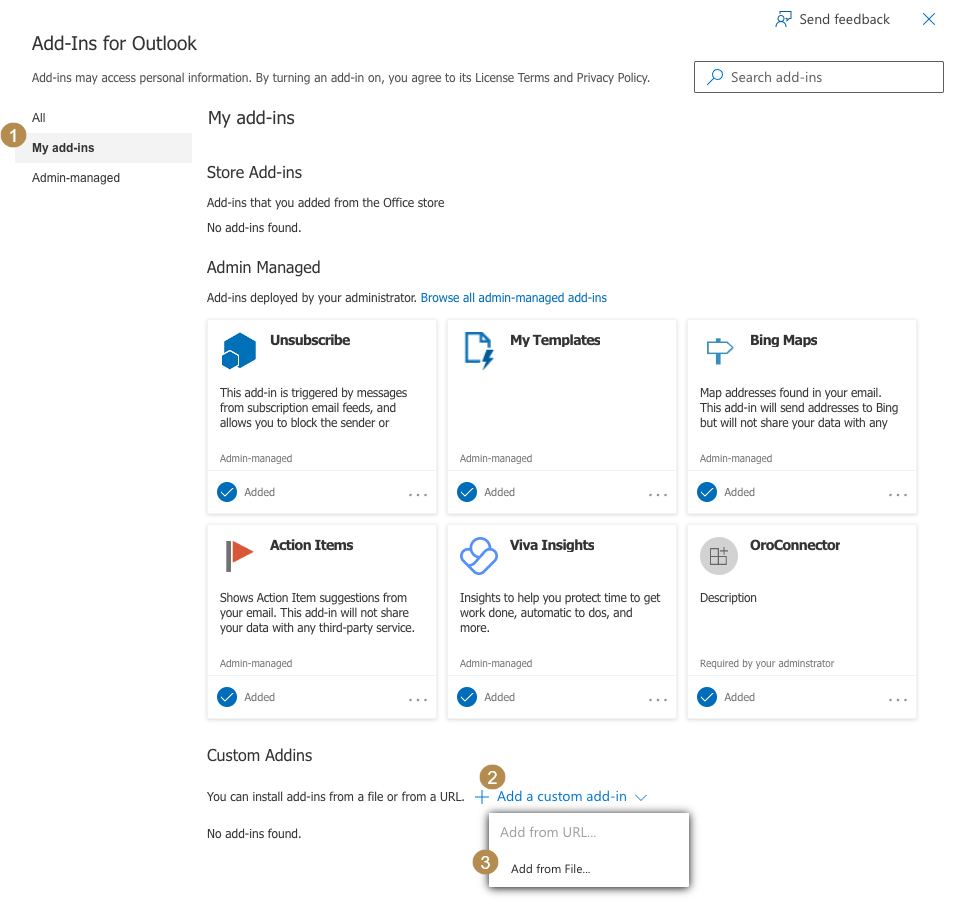 Send feedback
Add-Ins for Outlook
Add-ins may access personal information. By turning an add-in on, you agree to its License Terms and Privacy Policy.
Search add-ins
All
1
My add-ins
Admin-managed
My add-ins
Store Add-ins
Add-ins that you added from the Office store
No add-ins found.
Admin Managed
Add-ins deployed by your administrator. Browse all admin-managed add-ins
Unsubscribe
This add-in is triggered by messages
from subscription email feeds, and
allows you to block the sender or
Admin-managed
Added
...
My Templates
Admin-managed
Added
...
Bing Maps
Map addresses found in your email.
This add-in will send addresses to Bing
but will not share your data with any
Admin-managed
Added
...
Action Items
Shows Action Item suggestions from
your email. This add-in will not share
your data with any third-party service.
Admin-managed
Added
...
Viva Insights
Insights to help you protect time to get
work done, automatic to dos, and
more.
Admin-managed
Added
...
OroConnector
Description
Required by your adminstrator
Added
...
Custom Addins
2
You can install add-ins from a file or from a URL. + Add a custom add-in
No add-ins found.
Add from URL...
3
Add from File...